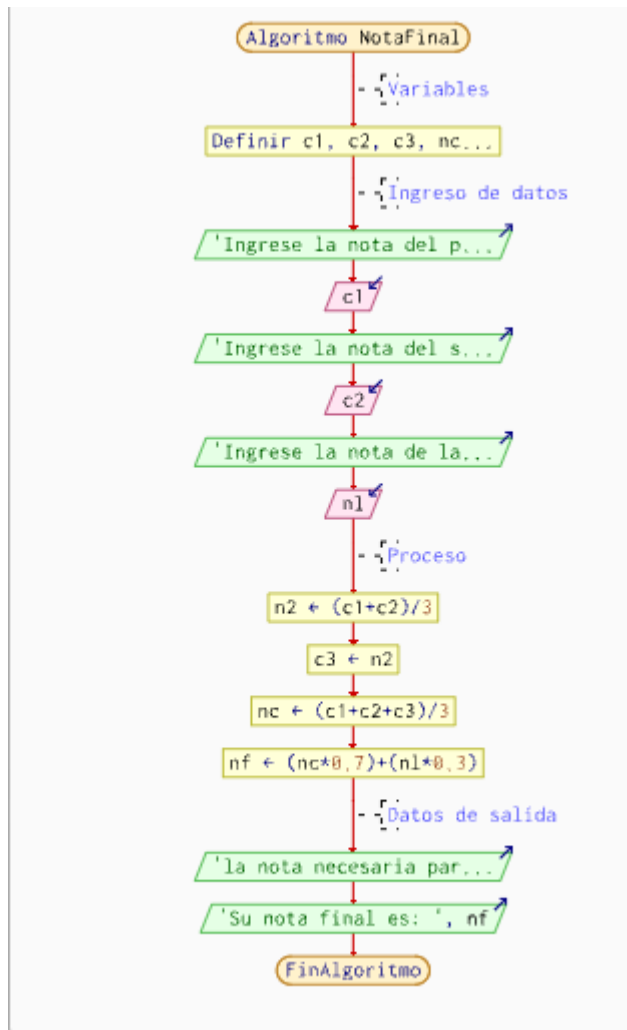 Algoritmo NotaFinal
Variables
Definir c1, c2, c3, nc...
Ingreso de datos
'Ingrese la nota del p...
c1
'Ingrese la nota del s...
c2
'Ingrese la nota de la...
nl
Proceso
n2 ← (c1+c2)/3
c3 ← n2
nc ← (c1+c2+c3)/3
nf ← (nc*0.7)+(nl*0.3)
Datos de salida
'la nota necesaria par...
'Su nota final es: ', nf
FinAlgoritmo